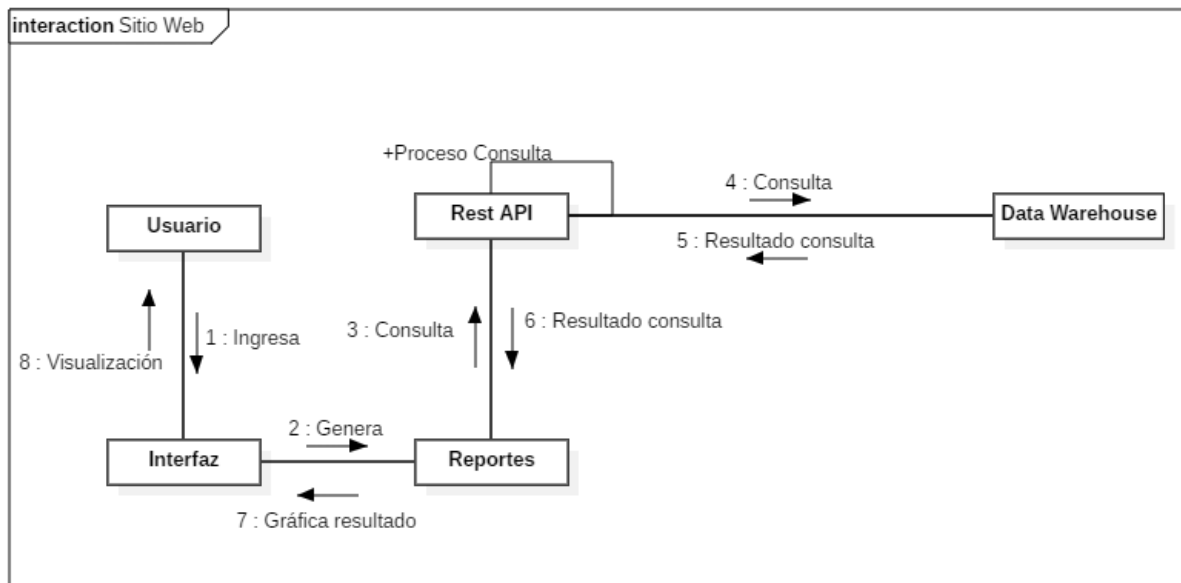 interaction Sitio Web
+Proceso Consulta
4 : Consulta
Usuario
Rest API
Data Warehouse
5 : Resultado consulta
1 : Ingresa
3 : Consulta
6 : Resultado consulta
8 : Visualización
2 : Genera
Interfaz
Reportes
7 : Gráfica resultado